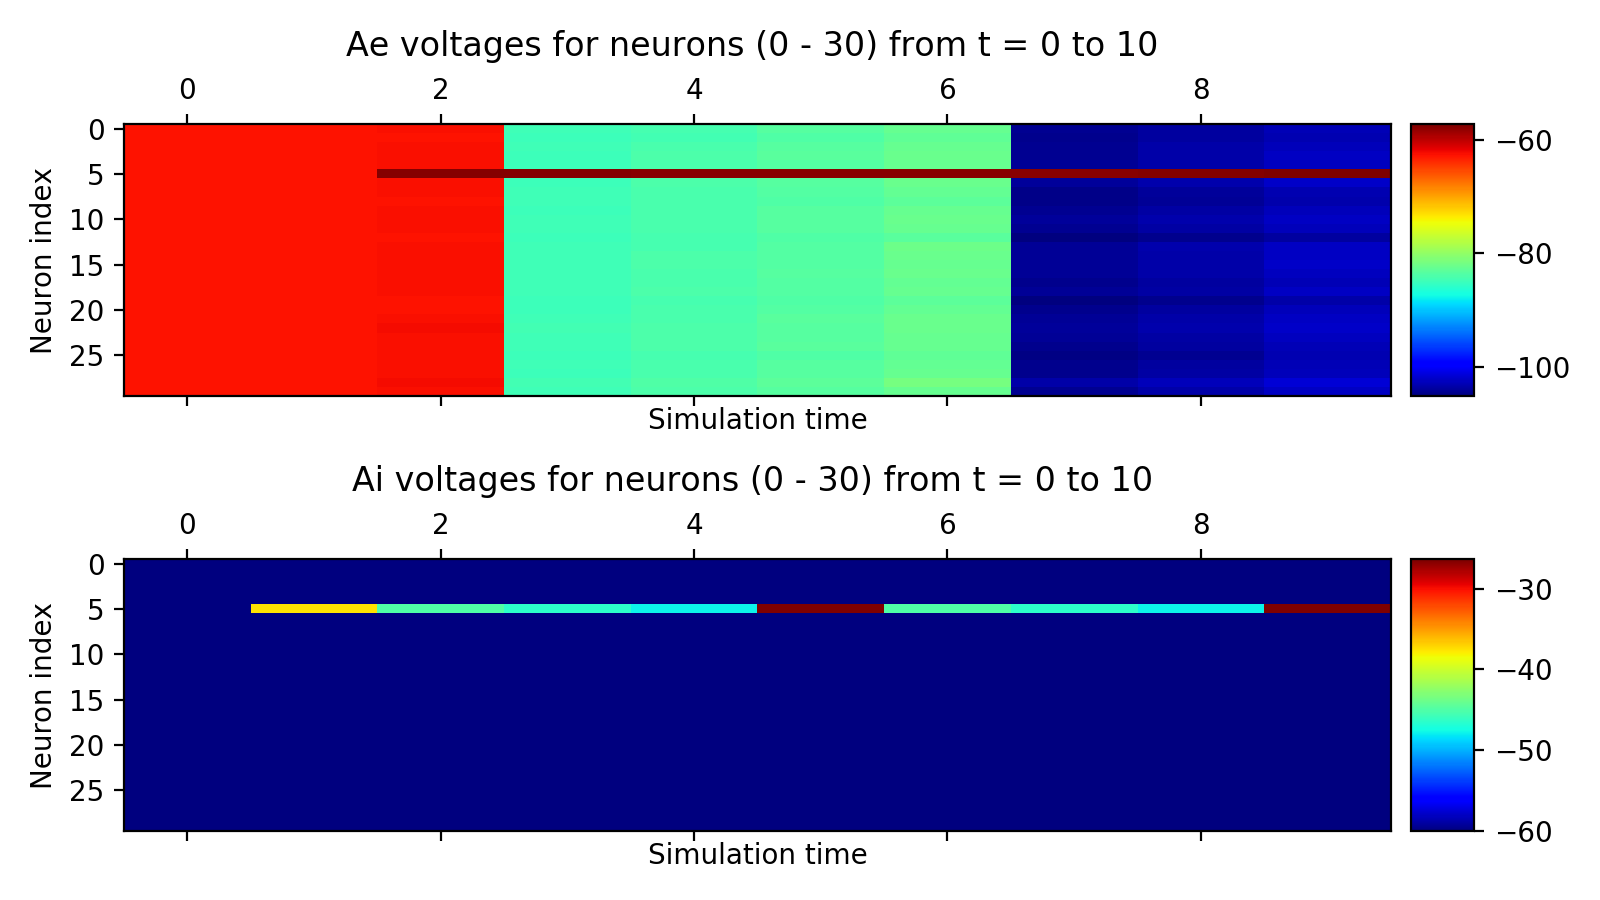 Ae voltages for neurons (0 - 30) from t = 0 to 10
0 2 4 6 8
Neuron index
0
5
10
15
20
25
−60
−80
−100
Simulation time
Ai voltages for neurons (0 - 30) from t = 0 to 10
0 2 4 6 8
Neuron index
0
5
10
15
20
25
−30
−40
−50
−60
Simulation time